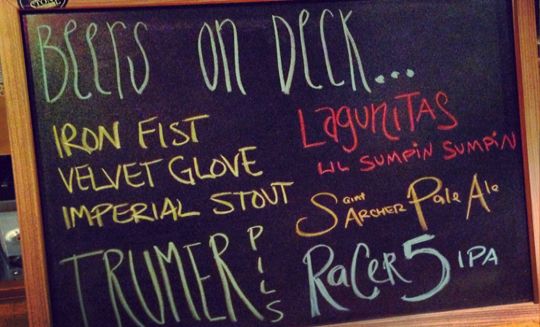 BEERS ON DECK...
IRON FIST
VELVET GLOVE
IMPERIAL STOUT
TRUMER PILS
LAGUNITAS
LIL SUMPIN SUMPIN
Saint ARCHER Pale Ale
RaCer 5 IPA